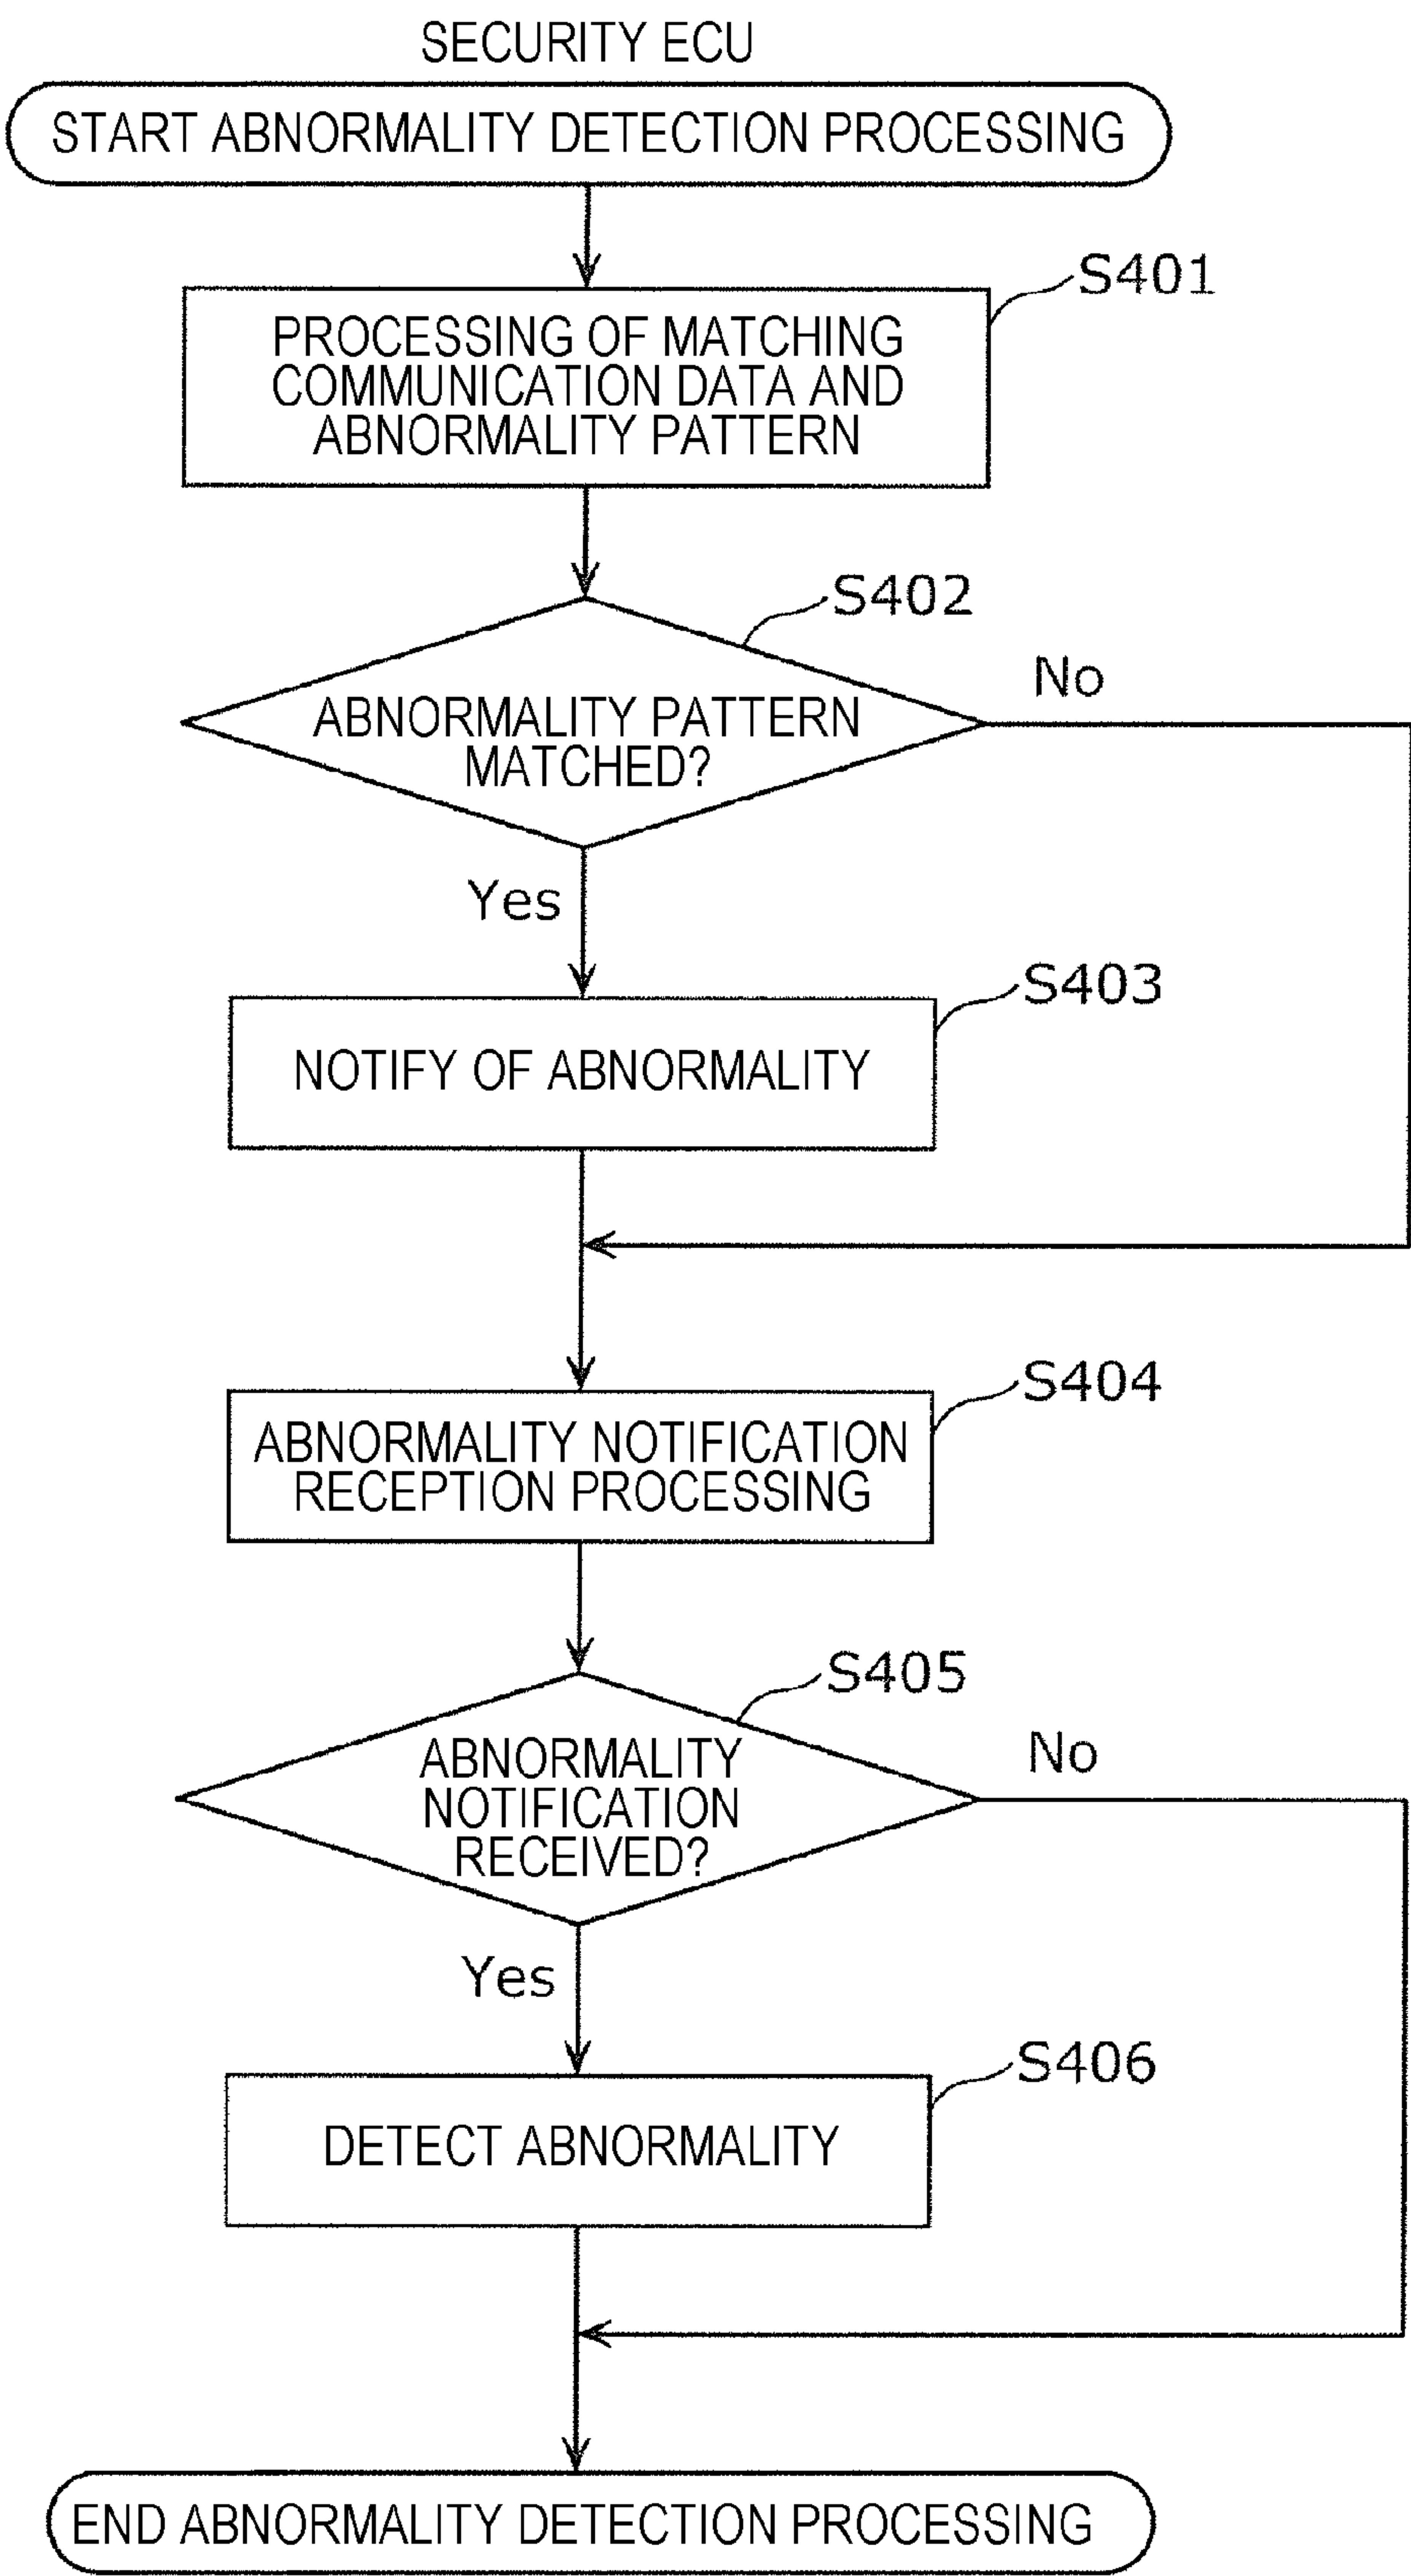 SECURITY ECU
START ABNORMALITY DETECTION PROCESSING
S401
PROCESSING OF MATCHING
COMMUNICATION DATA AND
ABNORMALITY PATTERN
S402
No
ABNORMALITY PATTERN
MATCHED?
Yes
S403
NOTIFY OF ABNORMALITY
S404
ABNORMALITY NOTIFICATION
RECEPTION PROCESSING
S405
No
ABNORMALITY
NOTIFICATION
RECEIVED?
Yes
S406
DETECT ABNORMALITY
END ABNORMALITY DETECTION PROCESSING